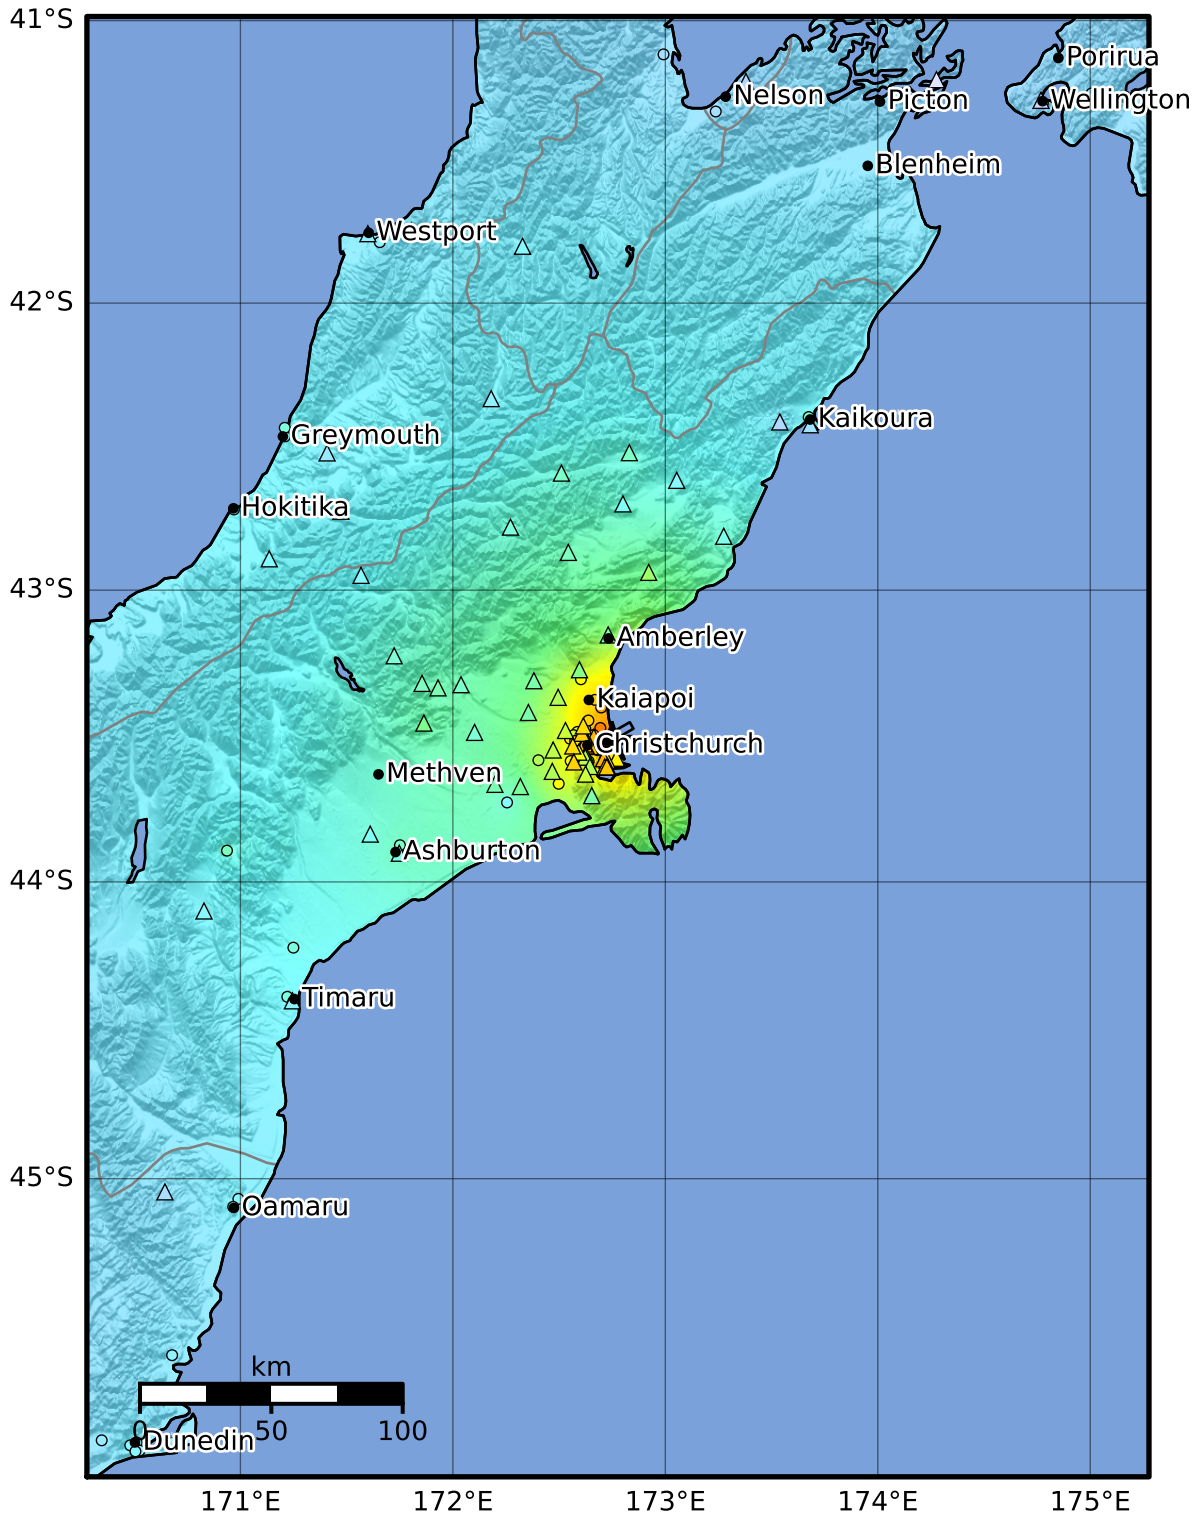 41°S
Porirua
Nelson
Picton
Wellington
Blenheim
Westport
42°S
Kaikoura
Greymouth
Hokitika
43°S
Amberley
Kaiapoi
Christchurch
Methven
Ashburton
44°S
Timaru
45°S
Oamaru
km
0 50 100
Dunedin
171°E 172°E 173°E 174°E 175°E